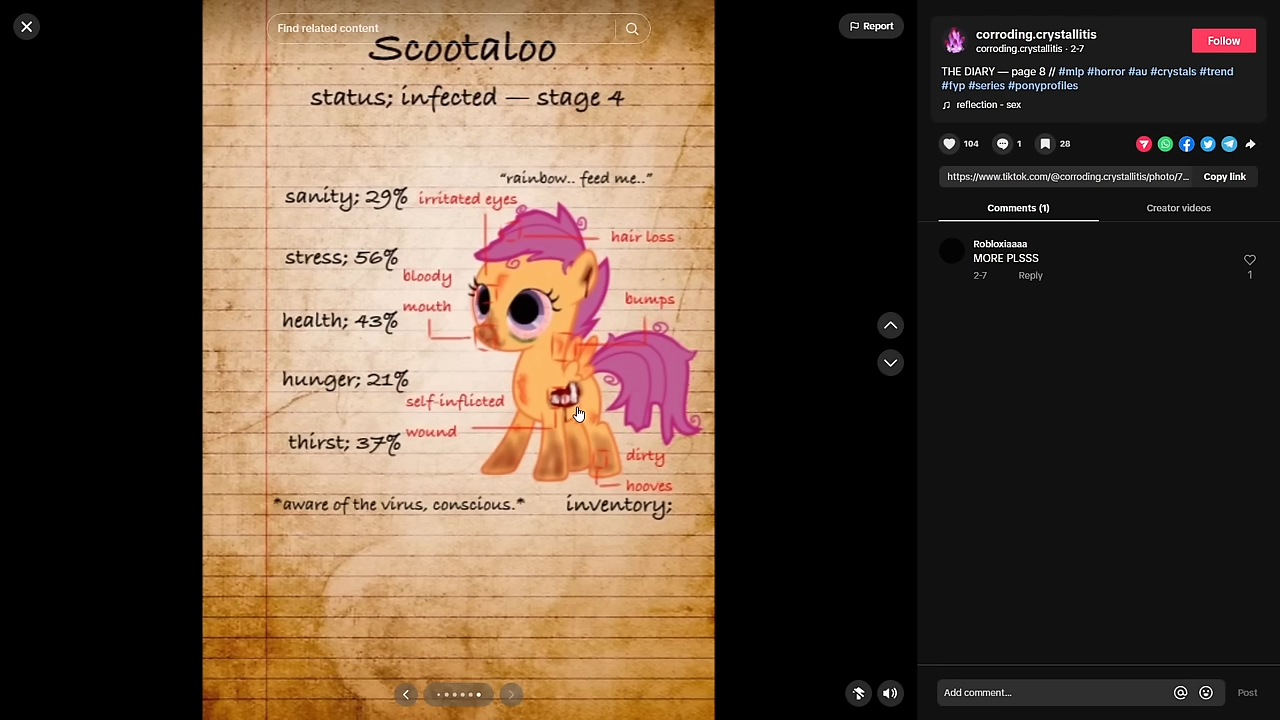 Find related content
Report
Scootaloo
status; infected — stage 4
"rainbow.. feed me.."
sanity; 29%
irritated eyes
hair loss
stress; 56%
bloody
mouth
bumps
health; 43%
hunger; 21%
self-inflicted
wound
thirst; 37%
dirty
hooves
*aware of the virus, conscious.*
inventory;
corroding.crystallitis
corroding.crystallitis · 2-7
Follow
THE DIARY — page 8 // #mlp #horror #au #crystals #trend
#fyp #series #ponyprofiles
reflection - sex
104
1
28
https://www.tiktok.com/@corroding.crystallitis/photo/7...
Copy link
Comments (1)
Creator videos
Robloxiaaaa
MORE PLSSS
2-7
Reply
1
Add comment...
Post